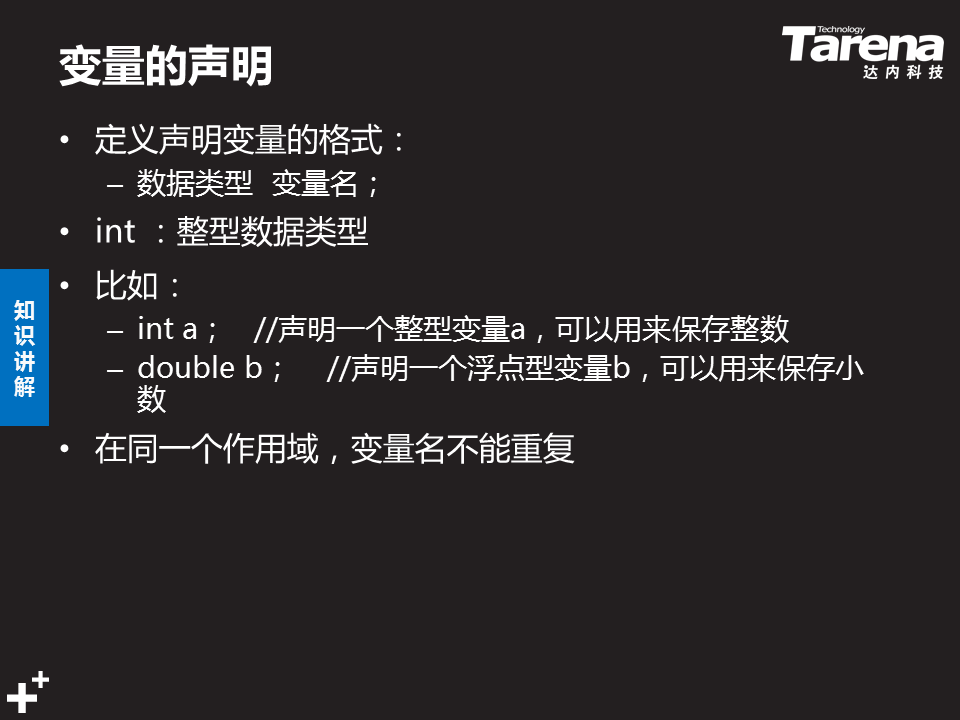 变量的声明
Technology
Tarena
达内科技
• 定义声明变量的格式：
– 数据类型 变量名；
• int ：整型数据类型
• 比如：
– int a； //声明一个整型变量a，可以用来保存整数
– double b； //声明一个浮点型变量b，可以用来保存小
数
• 在同一个作用域，变量名不能重复
知
识
讲
解